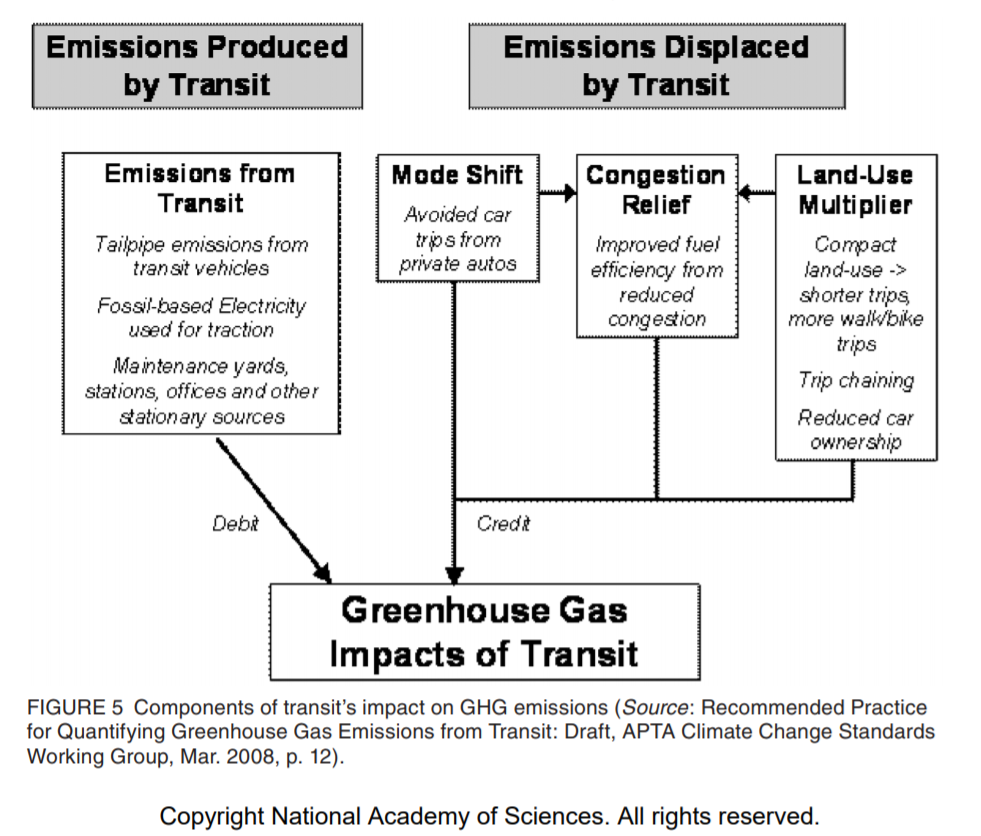 Emissions Produced
by Transit
Emissions Displaced
by Transit
Emissions from
Transit
Tailpipe emissions from
transit vehicles
Fossil-based Electricity
used for traction
Maintenance yards,
stations, offices and other
stationary sources
Mode Shift
Avoided car
trips from
private autos
Congestion
Relief
Improved fuel
efficiency from
reduced
congestion
Land-Use
Multiplier
Compact
land-use ->
shorter trips,
more walk/bike
trips
Trip chaining
Reduced car
ownership
Debit
Credit
Greenhouse Gas
Impacts of Transit
FIGURE 5 Components of transit's impact on GHG emissions (Source: Recommended Practice
for Quantifying Greenhouse Gas Emissions from Transit: Draft, APTA Climate Change Standards
Working Group, Mar. 2008, p. 12).
Copyright National Academy of Sciences. All rights reserved.